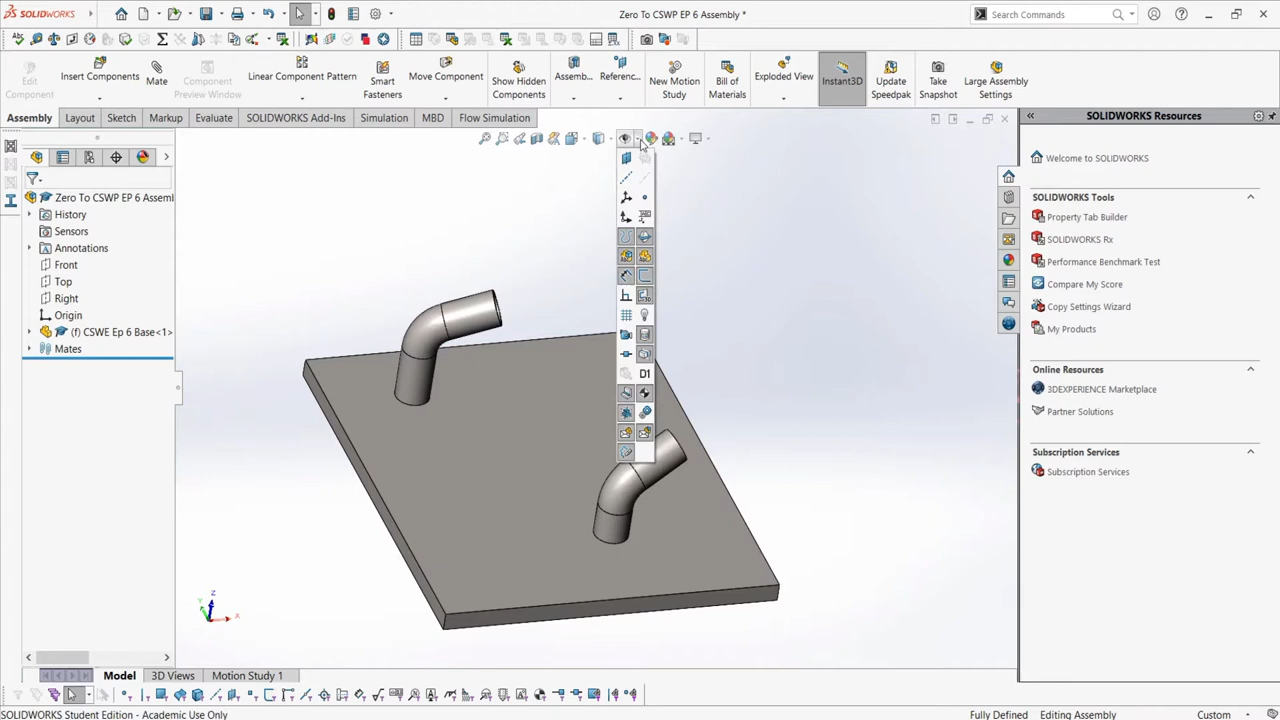 SOLIDWORKS
Zero To CSWP EP 6 Assembly *
Search Commands
Edit Component
Insert Components
Mate
Component Preview Window
Linear Component Pattern
Smart Fasteners
Move Component
Show Hidden Components
Assemb...
Referenc...
New Motion Study
Bill of Materials
Exploded View
Instant3D
Update Speedpak
Take Snapshot
Large Assembly Settings
Assembly
Layout
Sketch
Markup
Evaluate
SOLIDWORKS Add-Ins
Simulation
MBD
Flow Simulation
SOLIDWORKS Resources
Zero To CSWP EP 6 Assembl
History
Sensors
Annotations
Front
Top
Right
Origin
(f) CSWE Ep 6 Base<1>
Mates
D1
Welcome to SOLIDWORKS
SOLIDWORKS Tools
Property Tab Builder
SOLIDWORKS Rx
Performance Benchmark Test
Compare My Score
Copy Settings Wizard
My Products
Online Resources
3DEXPERIENCE Marketplace
Partner Solutions
Subscription Services
Subscription Services
Z
Y
X
Model
3D Views
Motion Study 1
SOLIDWORKS Student Edition - Academic Use Only
Fully Defined
Editing Assembly
Custom